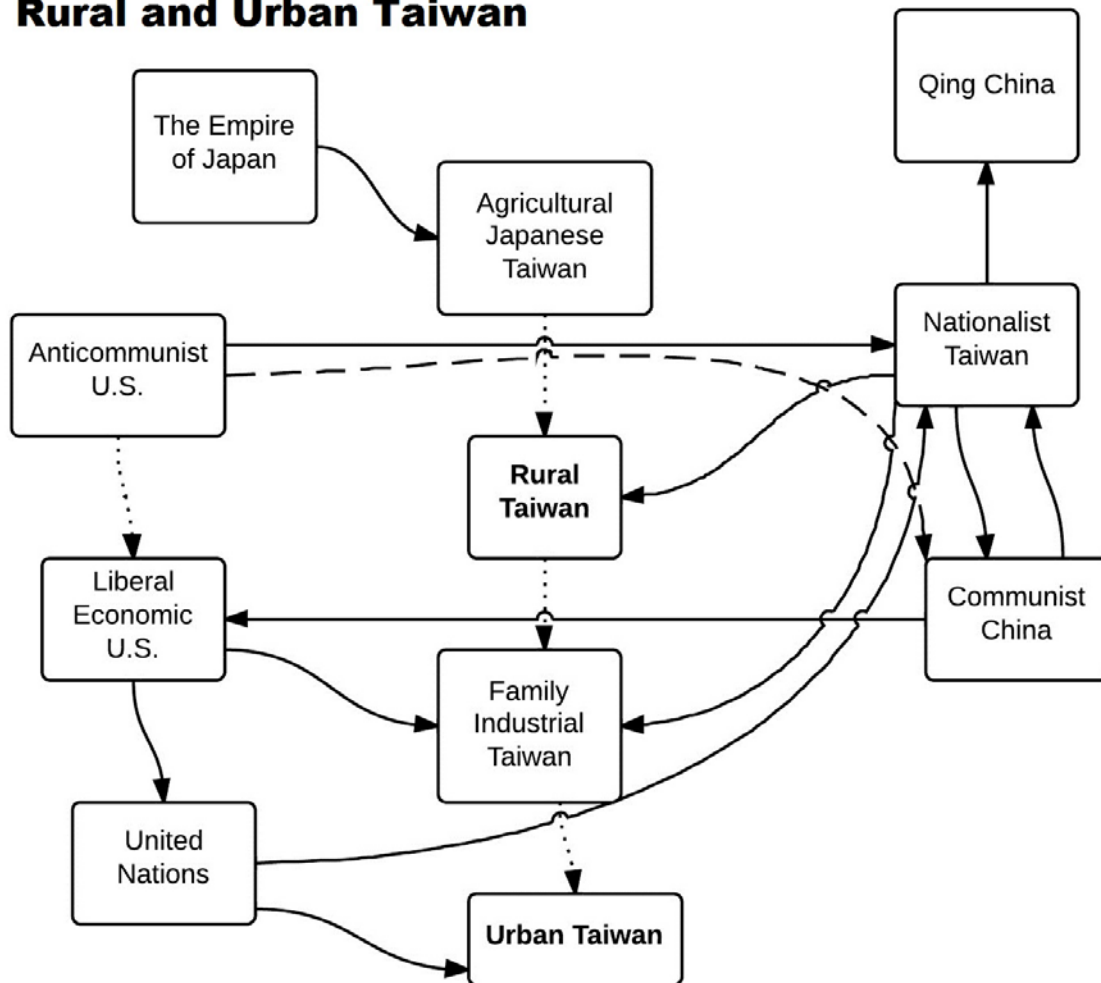 Rural and Urban Taiwan
Qing China
The Empire
of Japan
Agricultural
Japanese
Taiwan
Nationalist
Taiwan
Anticommunist
U.S.
Rural
Taiwan
Liberal
Economic
U.S.
Communist
China
Family
Industrial
Taiwan
United
Nations
Urban Taiwan